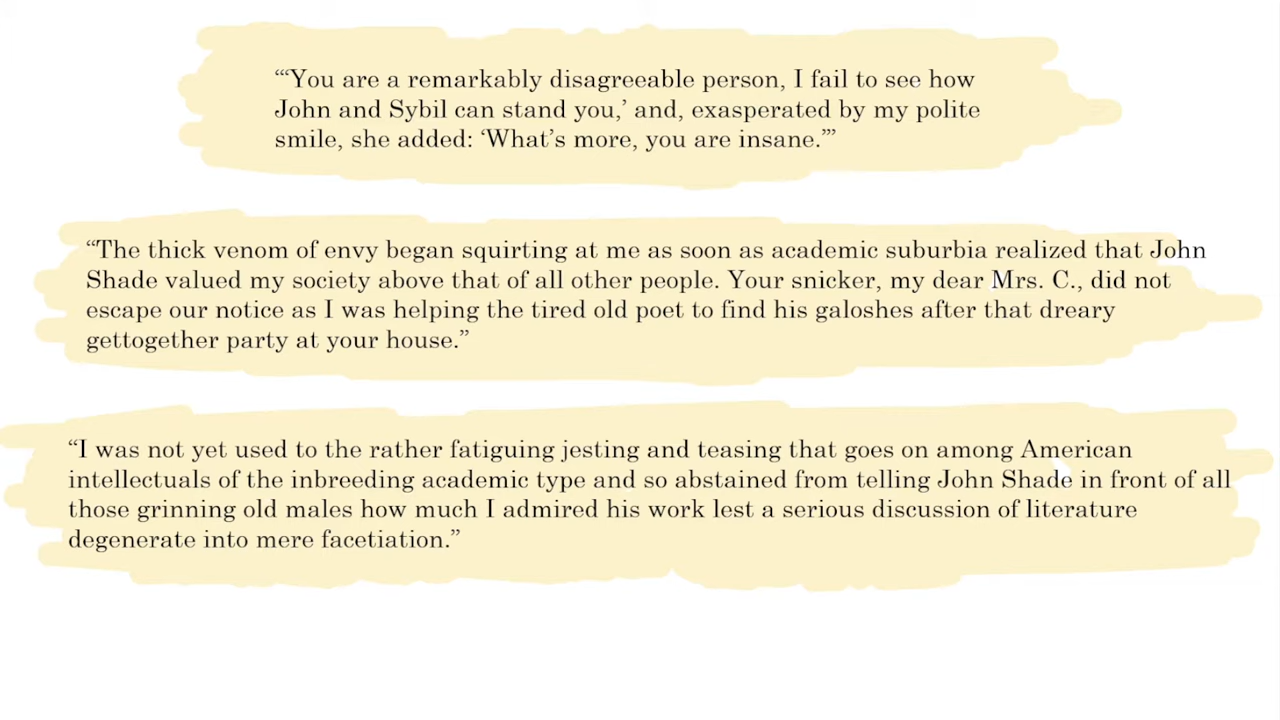 “‘You are a remarkably disagreeable person, I fail to see how
John and Sybil can stand you,’ and, exasperated by my polite
smile, she added: ‘What’s more, you are insane.’”
“The thick venom of envy began squirting at me as soon as academic suburbia realized that John
Shade valued my society above that of all other people. Your snicker, my dear Mrs. C., did not
escape our notice as I was helping the tired old poet to find his galoshes after that dreary
gettogether party at your house.”
“I was not yet used to the rather fatiguing jesting and teasing that goes on among American
intellectuals of the inbreeding academic type and so abstained from telling John Shade in front of all
those grinning old males how much I admired his work lest a serious discussion of literature
degenerate into mere facetiation.”